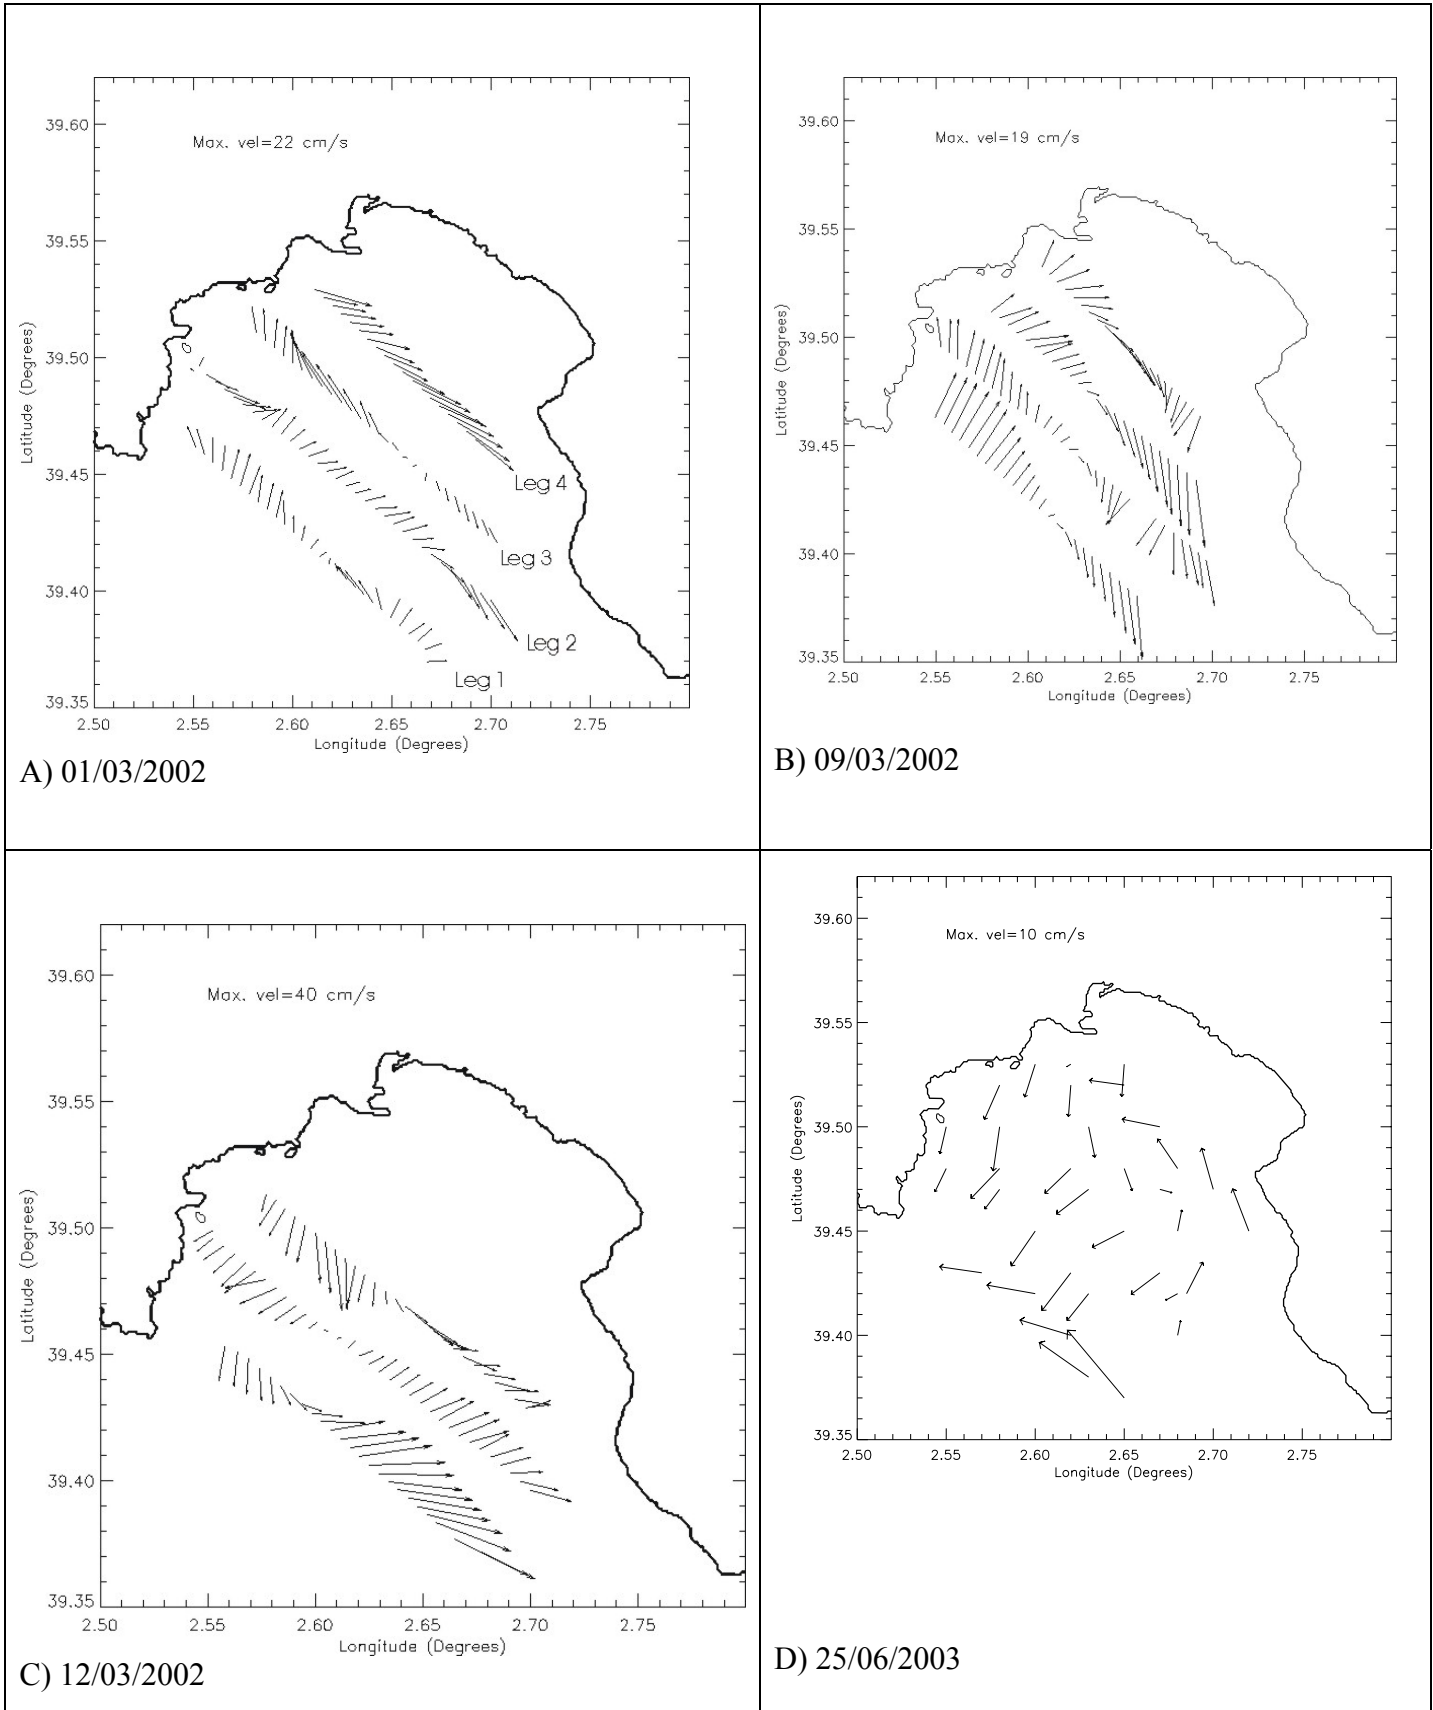 Max. vel=22 cm/s
39.60
39.55
39.50
39.45
39.40
39.35
Latitude (Degrees)
Leg 4
Leg 3
Leg 2
Leg 1
2.50 2.55 2.60 2.65 2.70 2.75
Longitude (Degrees)
A) 01/03/2002
Max. vel=19 cm/s
39.60
39.55
39.50
39.45
39.40
39.35
Latitude (Degrees)
2.50 2.55 2.60 2.65 2.70 2.75
Longitude (Degrees)
B) 09/03/2002
Max. vel=40 cm/s
39.60
39.55
39.50
39.45
39.40
39.35
Latitude (Degrees)
2.50 2.55 2.60 2.65 2.70 2.75
Longitude (Degrees)
C) 12/03/2002
Max. vel=10 cm/s
39.60
39.55
39.50
39.45
39.40
39.35
Latitude (Degrees)
2.50 2.55 2.60 2.65 2.70 2.75
Longitude (Degrees)
D) 25/06/2003